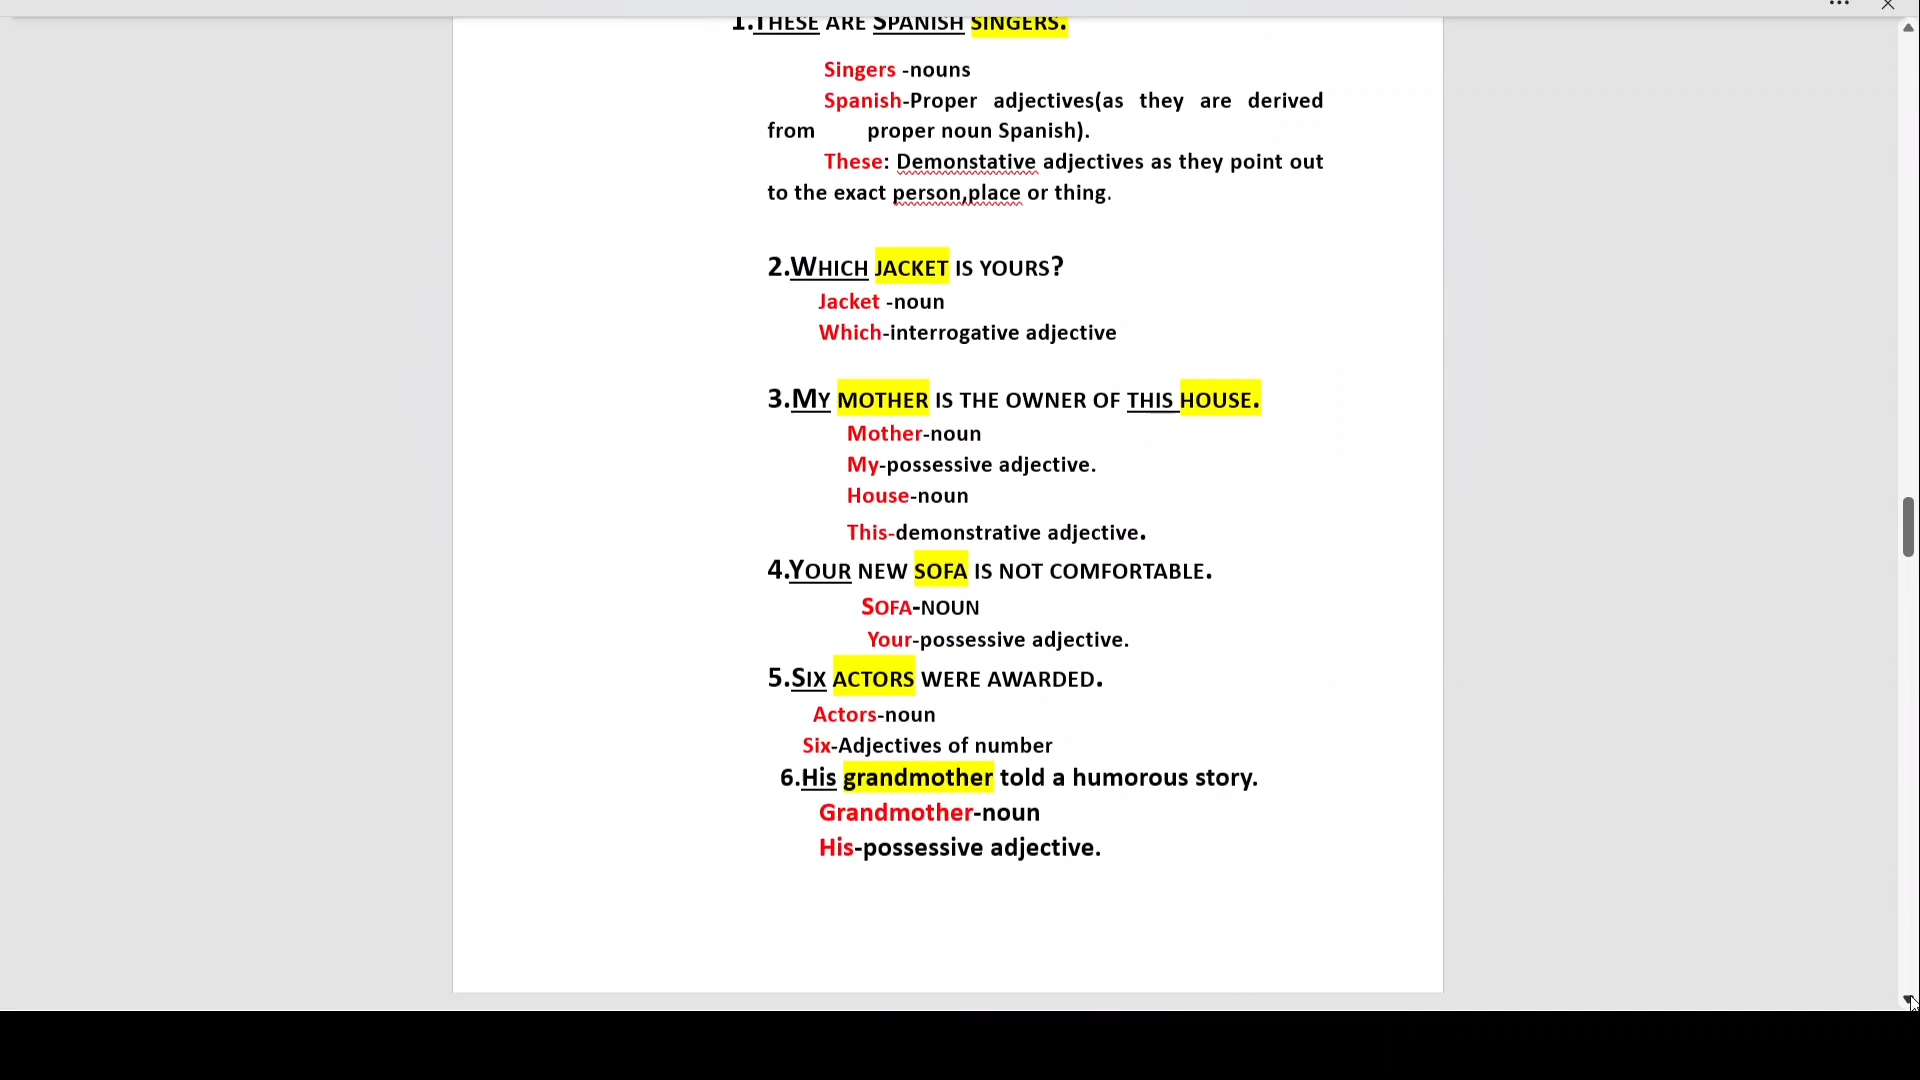 1.These are Spanish singers.
Singers -nouns
Spanish-Proper adjectives(as they are derived
from proper noun Spanish).
These: Demonstative adjectives as they point out
to the exact person,place or thing.
2.Which jacket is yours?
Jacket -noun
Which-interrogative adjective
3.My mother is the owner of this house.
Mother-noun
My-possessive adjective.
House-noun
This-demonstrative adjective.
4.Your new sofa is not comfortable.
Sofa-noun
Your-possessive adjective.
5.Six actors were awarded.
Actors-noun
Six-Adjectives of number
6.His grandmother told a humorous story.
Grandmother-noun
His-possessive adjective.